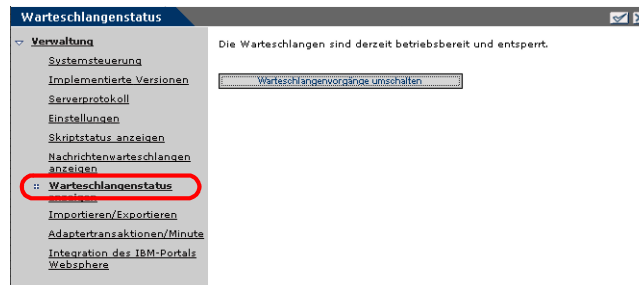 Warteschlangenstatus
Verwaltung
Die Warteschlangen sind derzeit betriebsbereit und entsperrt.
Systemsteuerung
Implementierte Versionen
Warteschlangenvorgänge umschalten
Serverprotokoll
Einstellungen
Skriptstatus anzeigen
Nachrichtenwarteschlangen
anzeigen
Warteschlangenstatus
anzeigen
Importieren/Exportieren
Adaptertransaktionen/Minute
Integration des IBM-Portals
Websphere